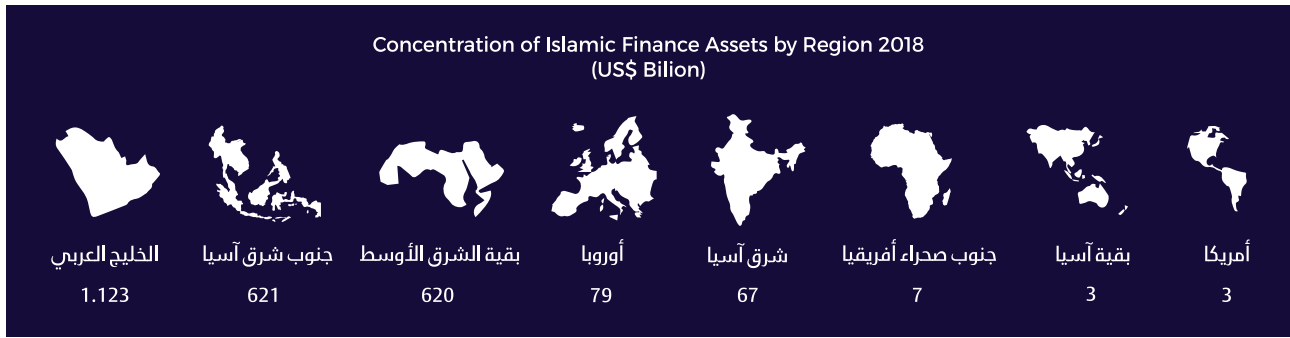 Concentration of Islamic Finance Assets by Region 2018
(US$ Bilion)
الخليج العربي
جنوب شرق آسيا
بقية الشرق الأوسط
أوروبا
شرق آسيا
جنوب صحراء أفريقيا
بقية آسيا
أمريكا
1.123
621
620
79
67
7
3
3